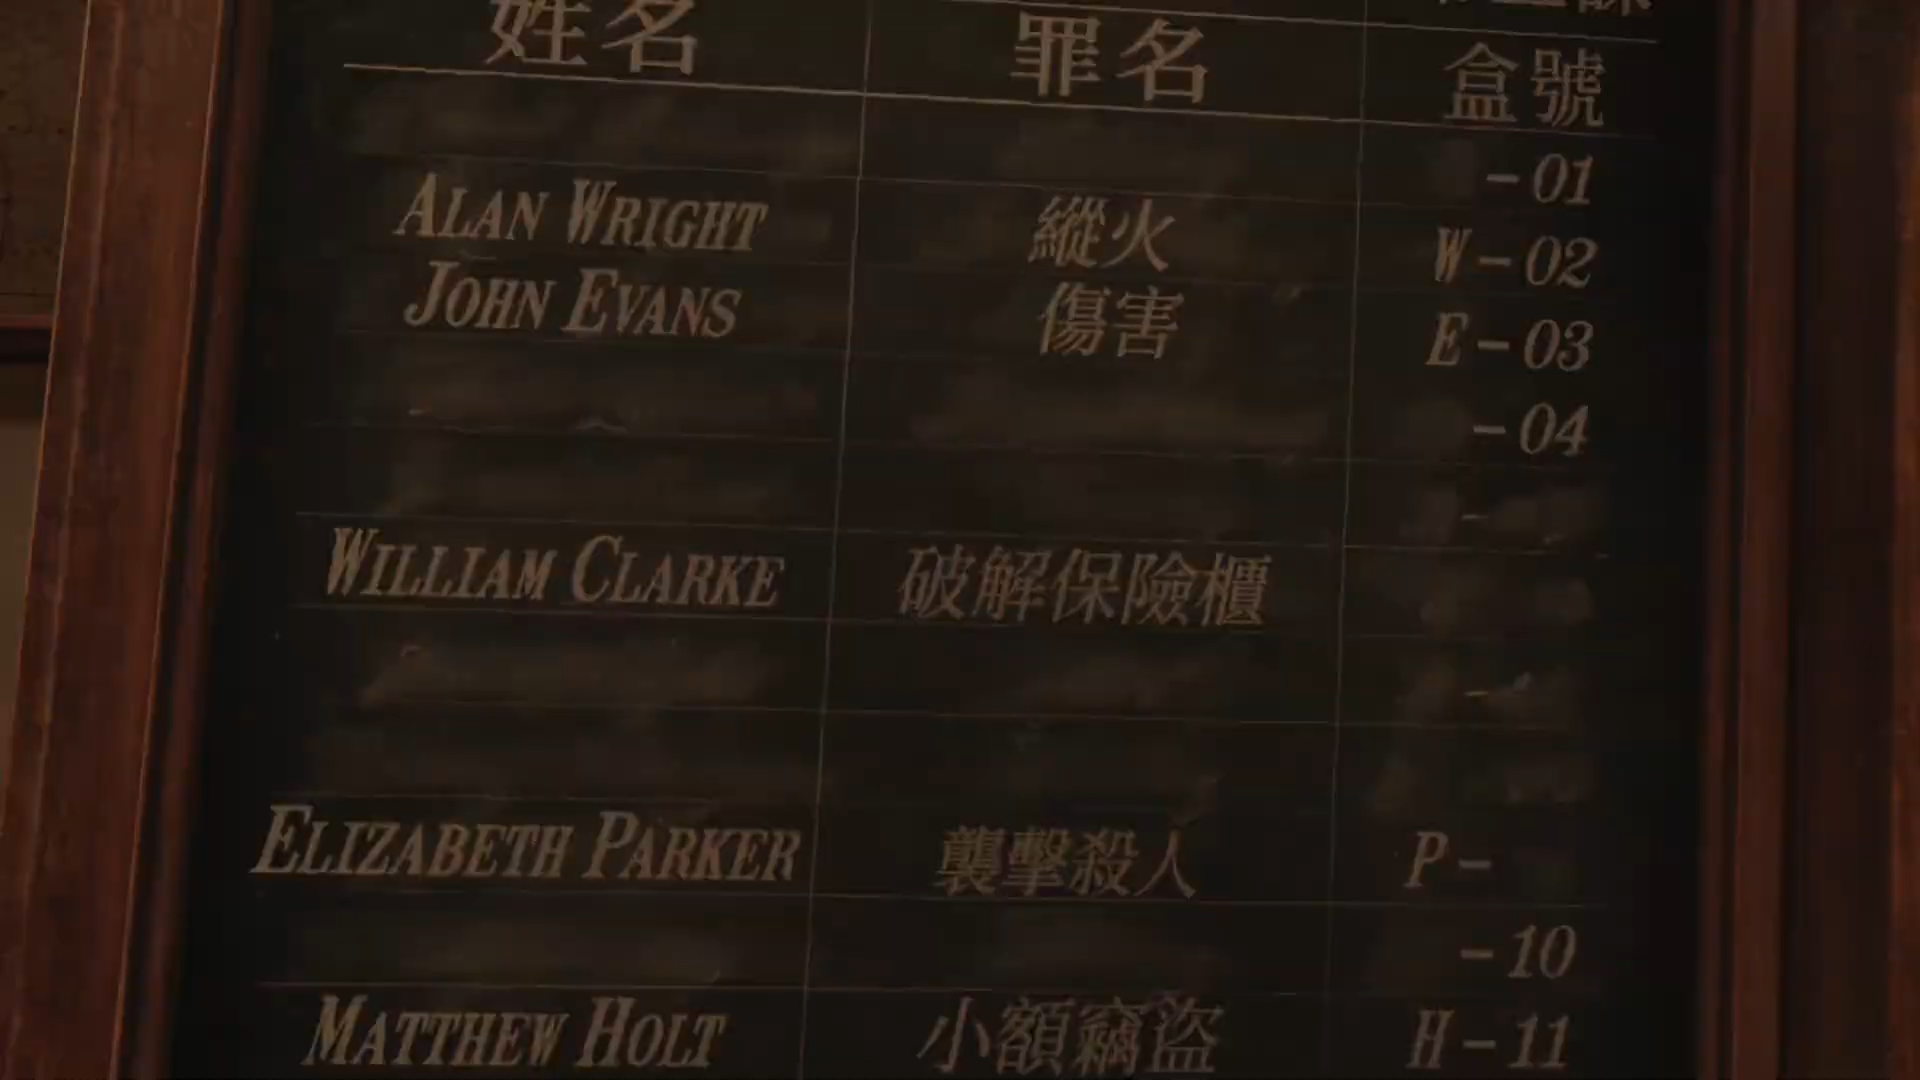 姓名 罪名 盒號
-01
ALAN WRIGHT 縱火 W-02
JOHN EVANS 傷害 E-03
-04
-
WILLIAM CLARKE 破解保險櫃
-
ELIZABETH PARKER 襲擊殺人 P-
-10
MATTHEW HOLT 小額竊盜 H-11